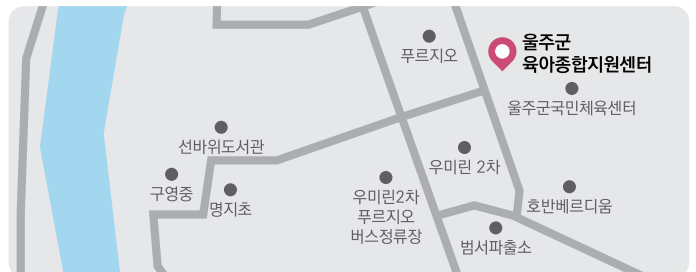 울주군
육아종합지원센터
푸르지오
울주군국민체육센터
선바위도서관
우미린 2차
구영중
명지초
우미린2차
푸르지오
버스정류장
호반베르디움
범서파출소